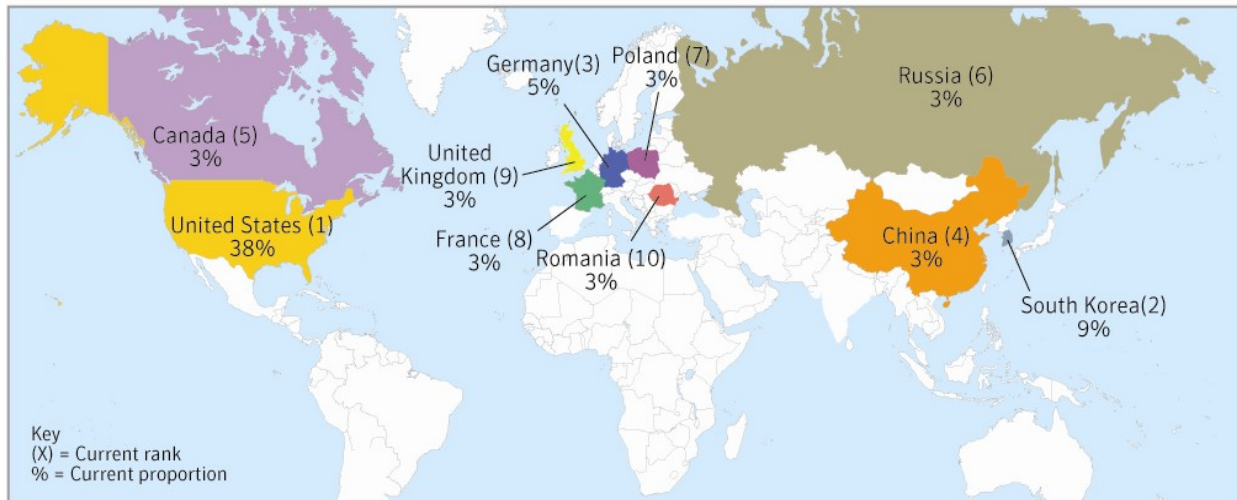 Canada (5)
3%
United States (1)
38%
Germany(3)
5%
Poland (7)
3%
United
Kingdom (9)
3%
France (8)
3%
Romania (10)
3%
Russia (6)
3%
China (4)
3%
South Korea(2)
9%
Key
(X) = Current rank
% = Current proportion